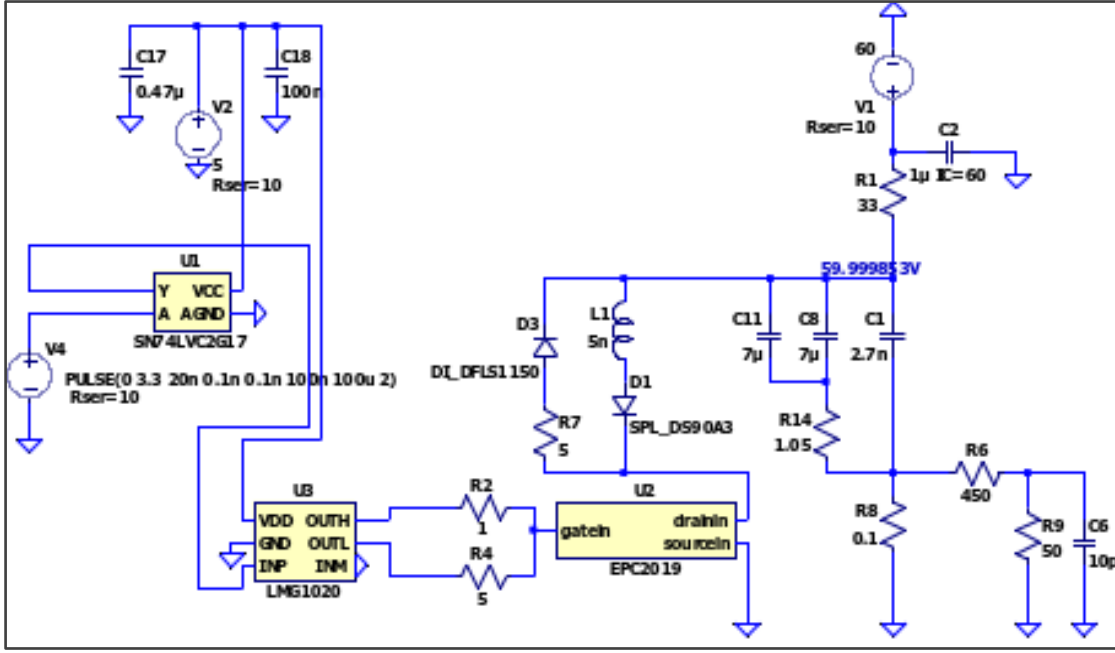 C17
0.47µ
V2
5
Rser=10
C18
100n
60
V1
Rser=10
C2
1µ IC=60
R1
33
59.999853V
U1
Y VCC
A AGND
SN74LVC2G17
V4
PULSE(0 3.3 20n 0.1n 0.1n 100n 100u 2)
Rser=10
D3
DI_DFLS1150
R7
5
L1
5n
D1
SPL_DS90A3
C11
7µ
C8
7µ
C1
2.7n
R14
1.05
R6
450
R8
0.1
R9
50
C6
10p
U3
VDD OUTH
GND OUTL
INP INM
LMG1020
R2
1
R4
5
U2
gateIn
drainIn
sourceIn
EPC2019